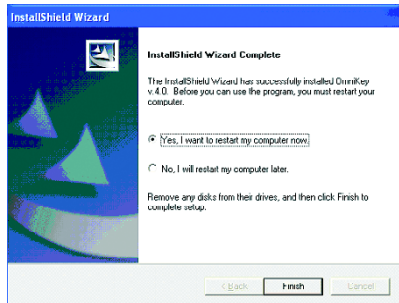 InstallShield Wizard
InstallShield Wizard Complete
The InstallShield Wizard has successfully installed OmniKey
v.4.0. Before you can use the program, you must restart your
computer.
Yes, I want to restart my computer now.
No, I will restart my computer later.
Remove any disks from their drives, and then click Finish to
complete setup.
< Back
Finish
Cancel